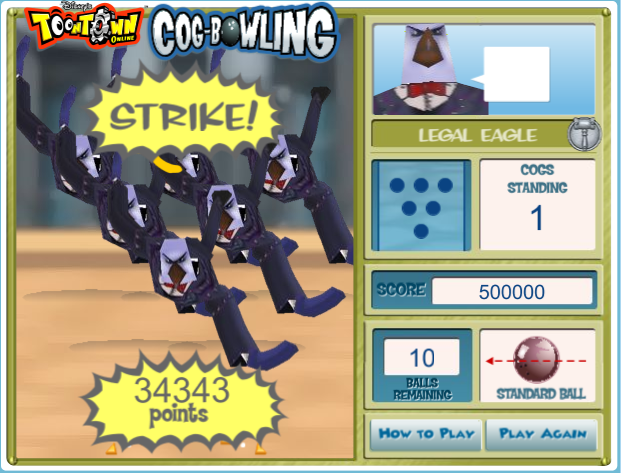 Disney's
TOONTOWN
ONLINE
COG-BOWLING
STRIKE!
LEGAL EAGLE
COGS
STANDING
1
SCORE
500000
10
BALLS
REMAINING
STANDARD BALL
34343
points
HOW TO PLAY
PLAY AGAIN